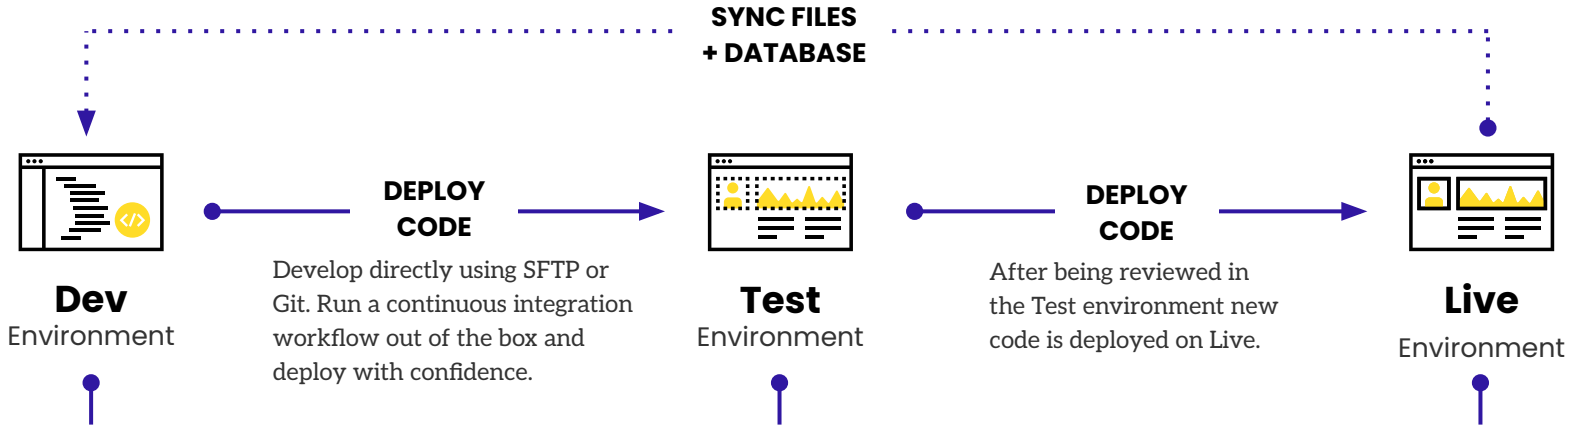 SYNC FILES
+ DATABASE
DEPLOY
CODE
Develop directly using SFTP or
Git. Run a continuous integration
workflow out of the box and
deploy with confidence.
DEPLOY
CODE
After being reviewed in
the Test environment new
code is deployed on Live.
</>
Dev
Environment
Test
Environment
Live
Environment